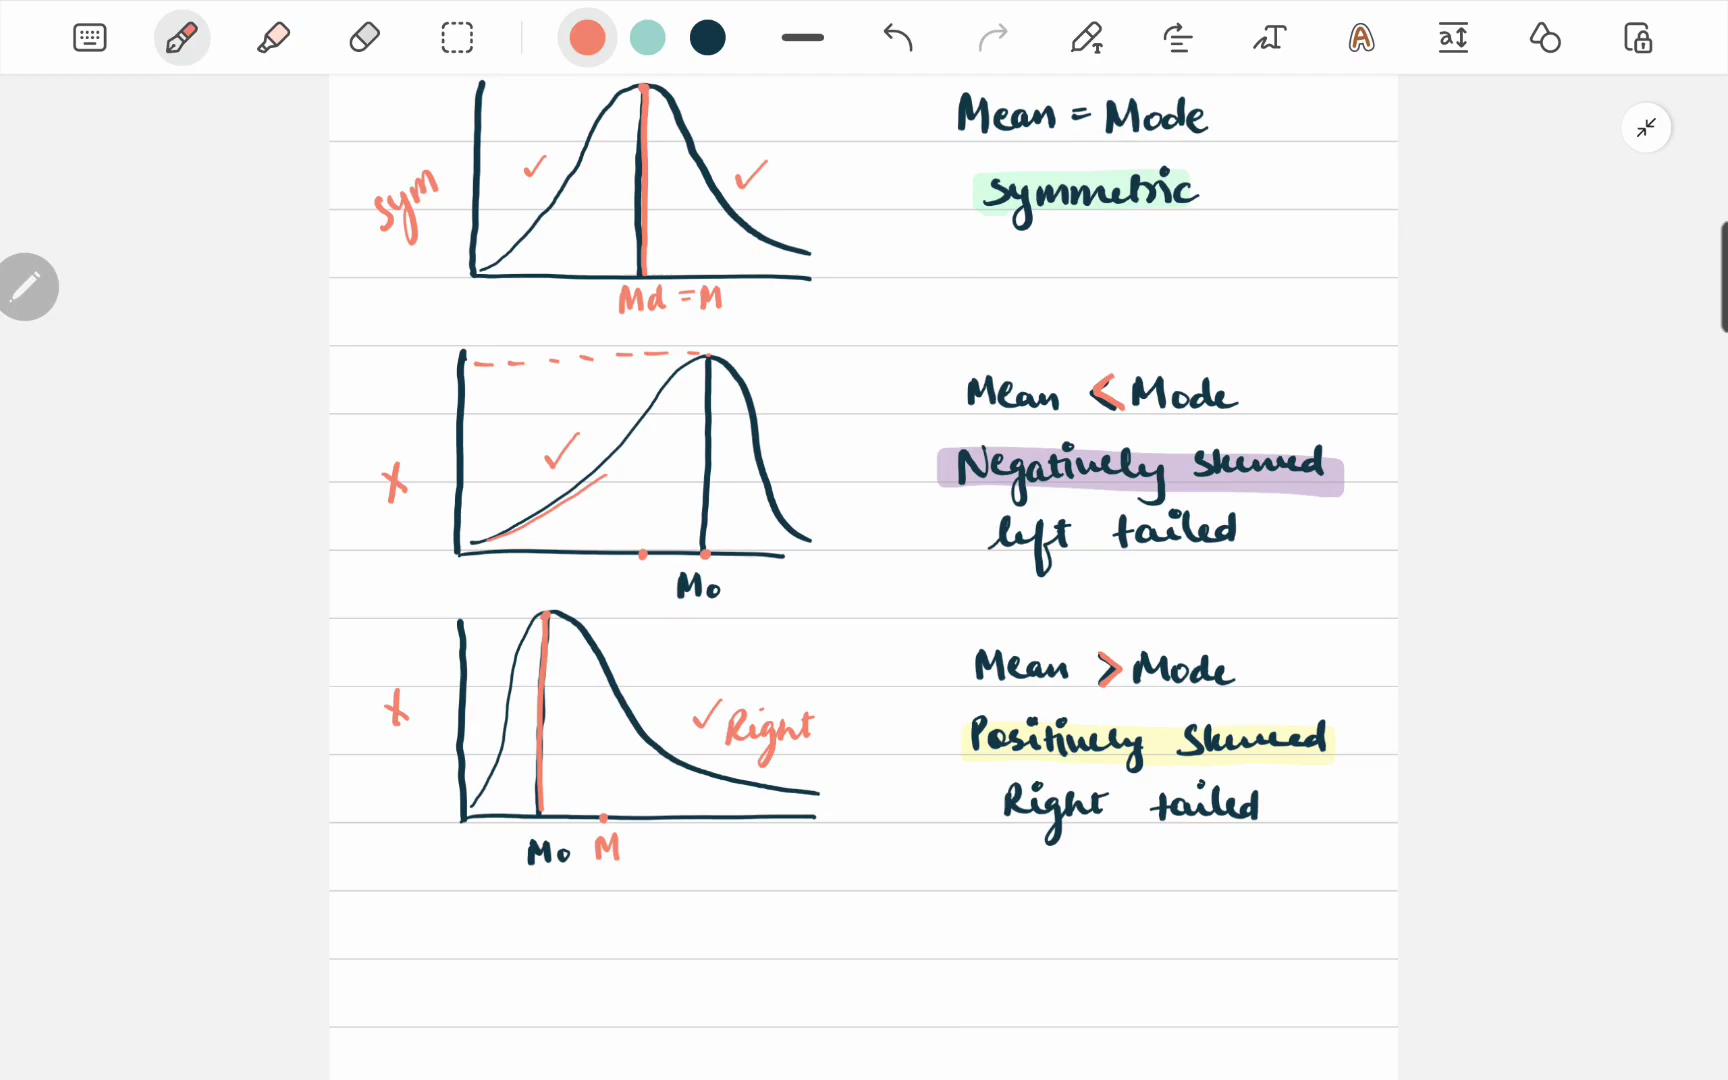 Mean = Mode
sym
symmetric
Md = M
Mean < Mode
Negatively skewed
left tailed
Mo
Mean > Mode
✓ Right
Positively skewed
Right tailed
Mo M